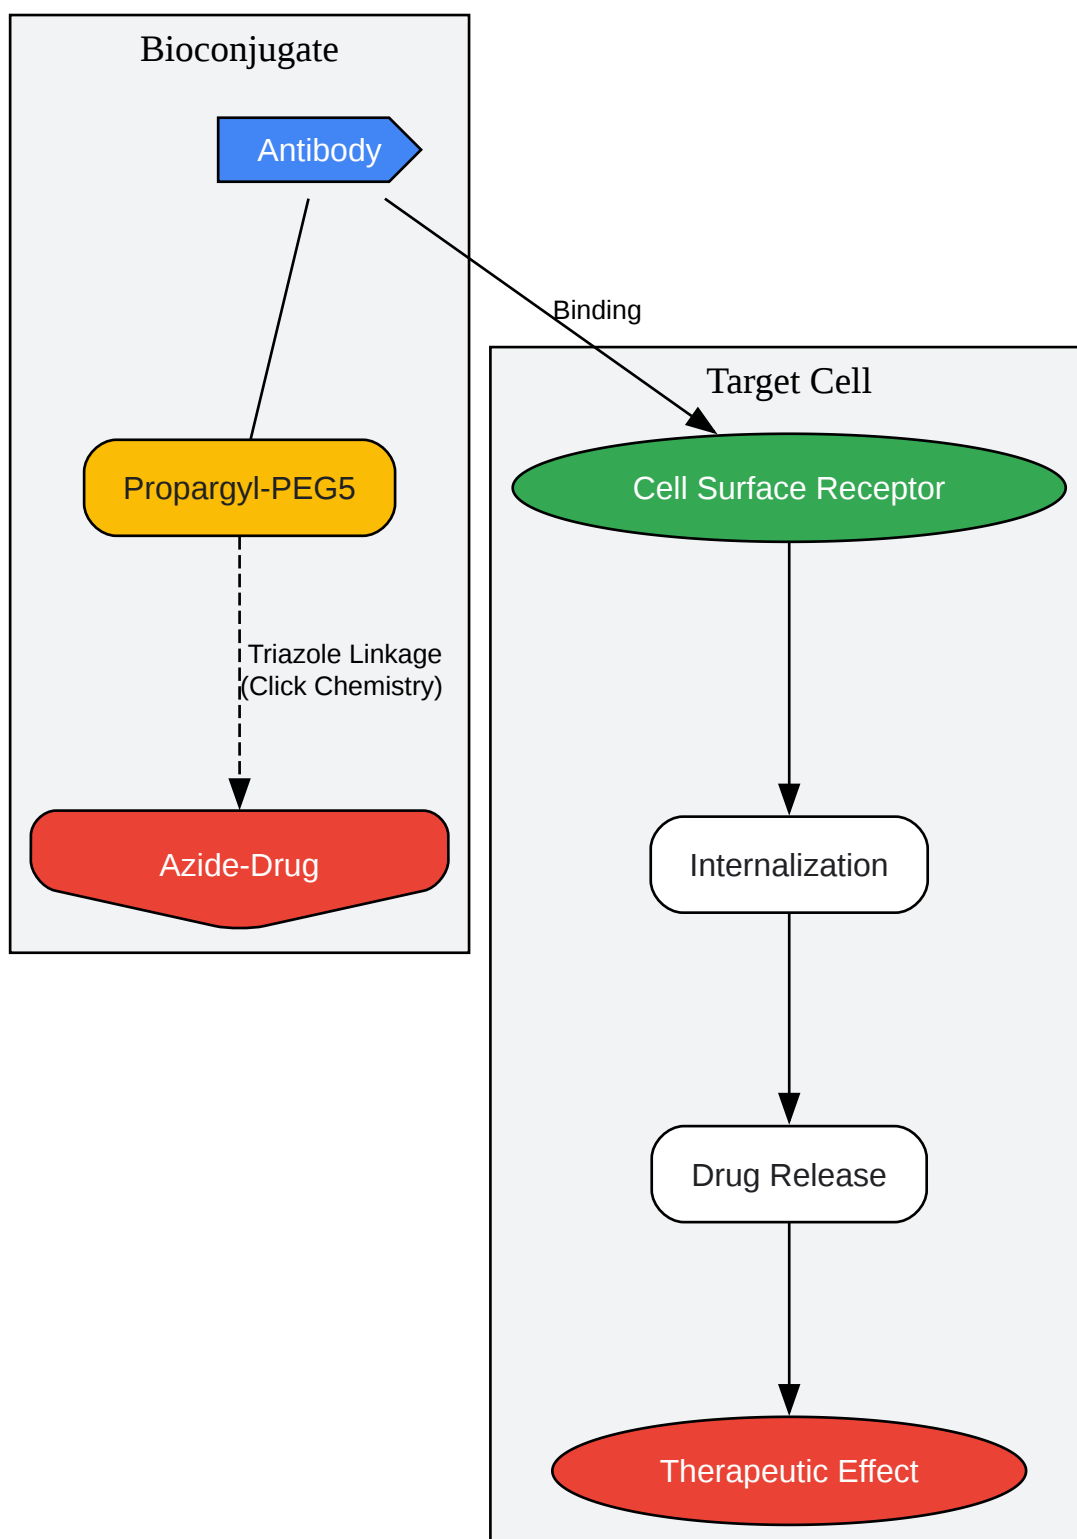 Bioconjugate
Antibody
Binding
Target Cell
Propargyl-PEG5
Cell Surface Receptor
Triazole Linkage
(Click Chemistry)
Azide-Drug
Internalization
Drug Release
Therapeutic Effect